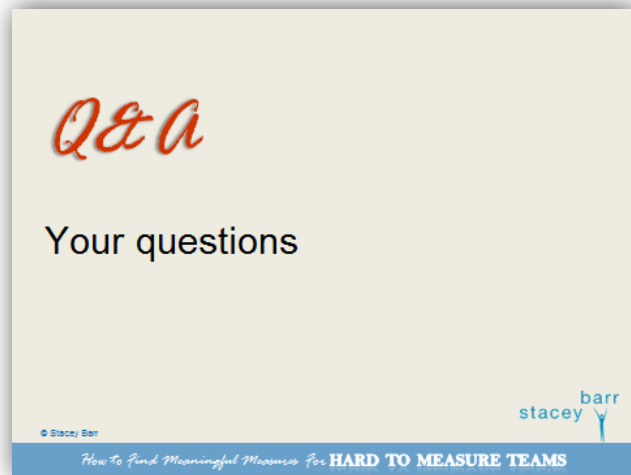 Q & A
Your questions
barr
stacey
© Stacey Barr
How to Find Meaningful Measures For HARD TO MEASURE TEAMS